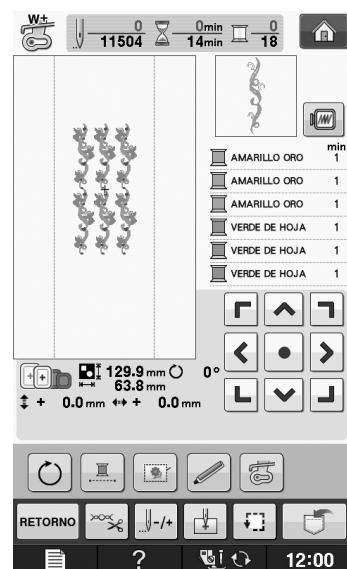 W+
0 0min 0
11504 14min 18
min
AMARILLO ORO 1
AMARILLO ORO 1
AMARILLO ORO 1
VERDE DE HOJA 1
VERDE DE HOJA 1
VERDE DE HOJA 1
129.9 mm 0°
63.8 mm
+ 0.0 mm + 0.0 mm
RETORNO -/+
? 12:00